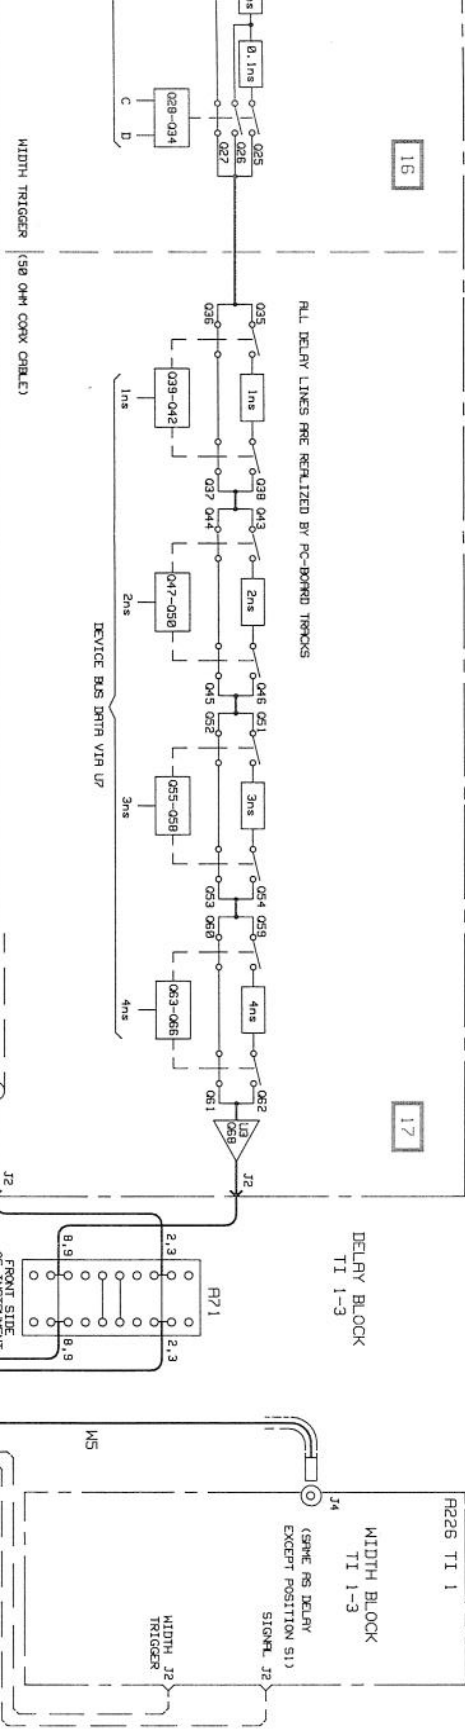 0.1ns
Q28-Q34
C
D
Q25
Q26
Q27
16
WIDTH TRIGGER (50 OHM COAX CABLE)
ALL DELAY LINES ARE REALIZED BY PC-BOARD TRACKS
Q35
Q36
1ns
Q39-Q42
1ns
Q38
Q37
Q43
Q44
2ns
Q47-Q50
2ns
Q46
Q45
Q51
Q52
3ns
Q55-Q58
3ns
Q54
Q53
Q59
Q60
4ns
Q63-Q66
4ns
Q62
Q61
DEVICE BUS DATA VIA U7
U3
Q68
J2
17
DELAY BLOCK
TI 1-3
J2
2,3
8,9
A71
2,3
8,9
FRONT SIDE
OF INSTRUMENT
W5
J4
A226 TI 1
WIDTH BLOCK
TI 1-3
(SAME AS DELAY
EXCEPT POSITION S1)
SIGNAL J2
WIDTH J2
TRIGGER